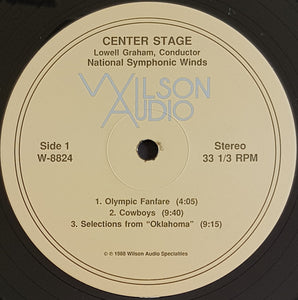 CENTER STAGE
Lowell Graham, Conductor
National Symphonic Winds
WILSON
AUDIO
Side 1
W-8824
Stereo
33 1/3 RPM
1. Olympic Fanfare (4:05)
2. Cowboys (9:40)
3. Selections from "Oklahoma" (9:15)
© ℗ 1988 Wilson Audio Specialties